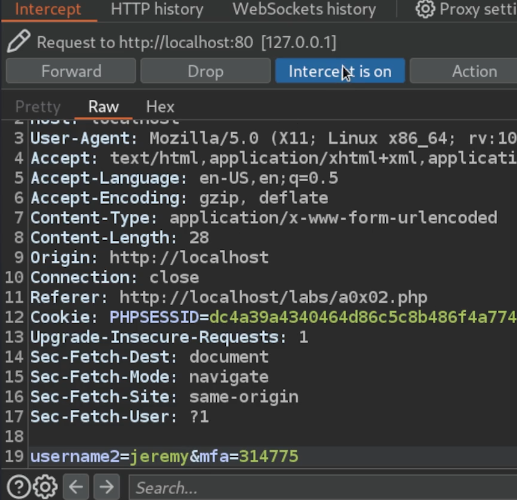 Intercept HTTP history WebSockets history Proxy setti
Request to http://localhost:80 [127.0.0.1]
Forward Drop Intercept is on Action
Pretty Raw Hex
2 Host: localhost
3 User-Agent: Mozilla/5.0 (X11; Linux x86_64; rv:10
4 Accept: text/html,application/xhtml+xml,applicati
5 Accept-Language: en-US,en;q=0.5
6 Accept-Encoding: gzip, deflate
7 Content-Type: application/x-www-form-urlencoded
8 Content-Length: 28
9 Origin: http://localhost
10 Connection: close
11 Referer: http://localhost/labs/a0x02.php
12 Cookie: PHPSESSID=dc4a39a4340464d86c5c8b486f4a774
13 Upgrade-Insecure-Requests: 1
14 Sec-Fetch-Dest: document
15 Sec-Fetch-Mode: navigate
16 Sec-Fetch-Site: same-origin
17 Sec-Fetch-User: ?1
18
19 username2=jeremy&mfa=314775
Search...